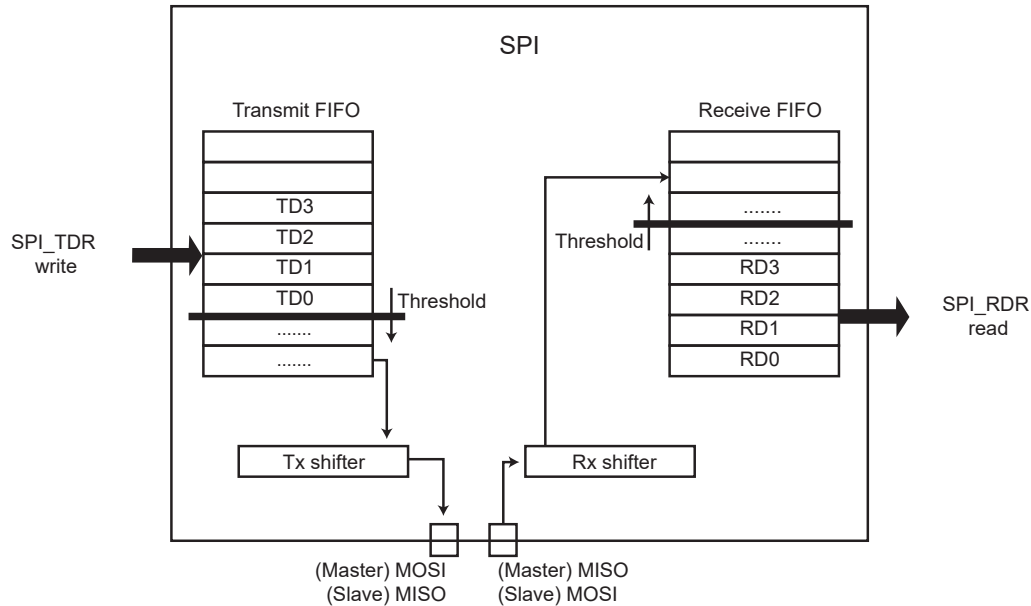 SPI
Transmit FIFO
TD3
TD2
TD1
TD0
.......
.......
Threshold
SPI_TDR
write
Receive FIFO
.......
.......
RD3
RD2
RD1
RD0
Threshold
SPI_RDR
read
Tx shifter
Rx shifter
(Master) MOSI
(Slave) MISO
(Master) MISO
(Slave) MOSI